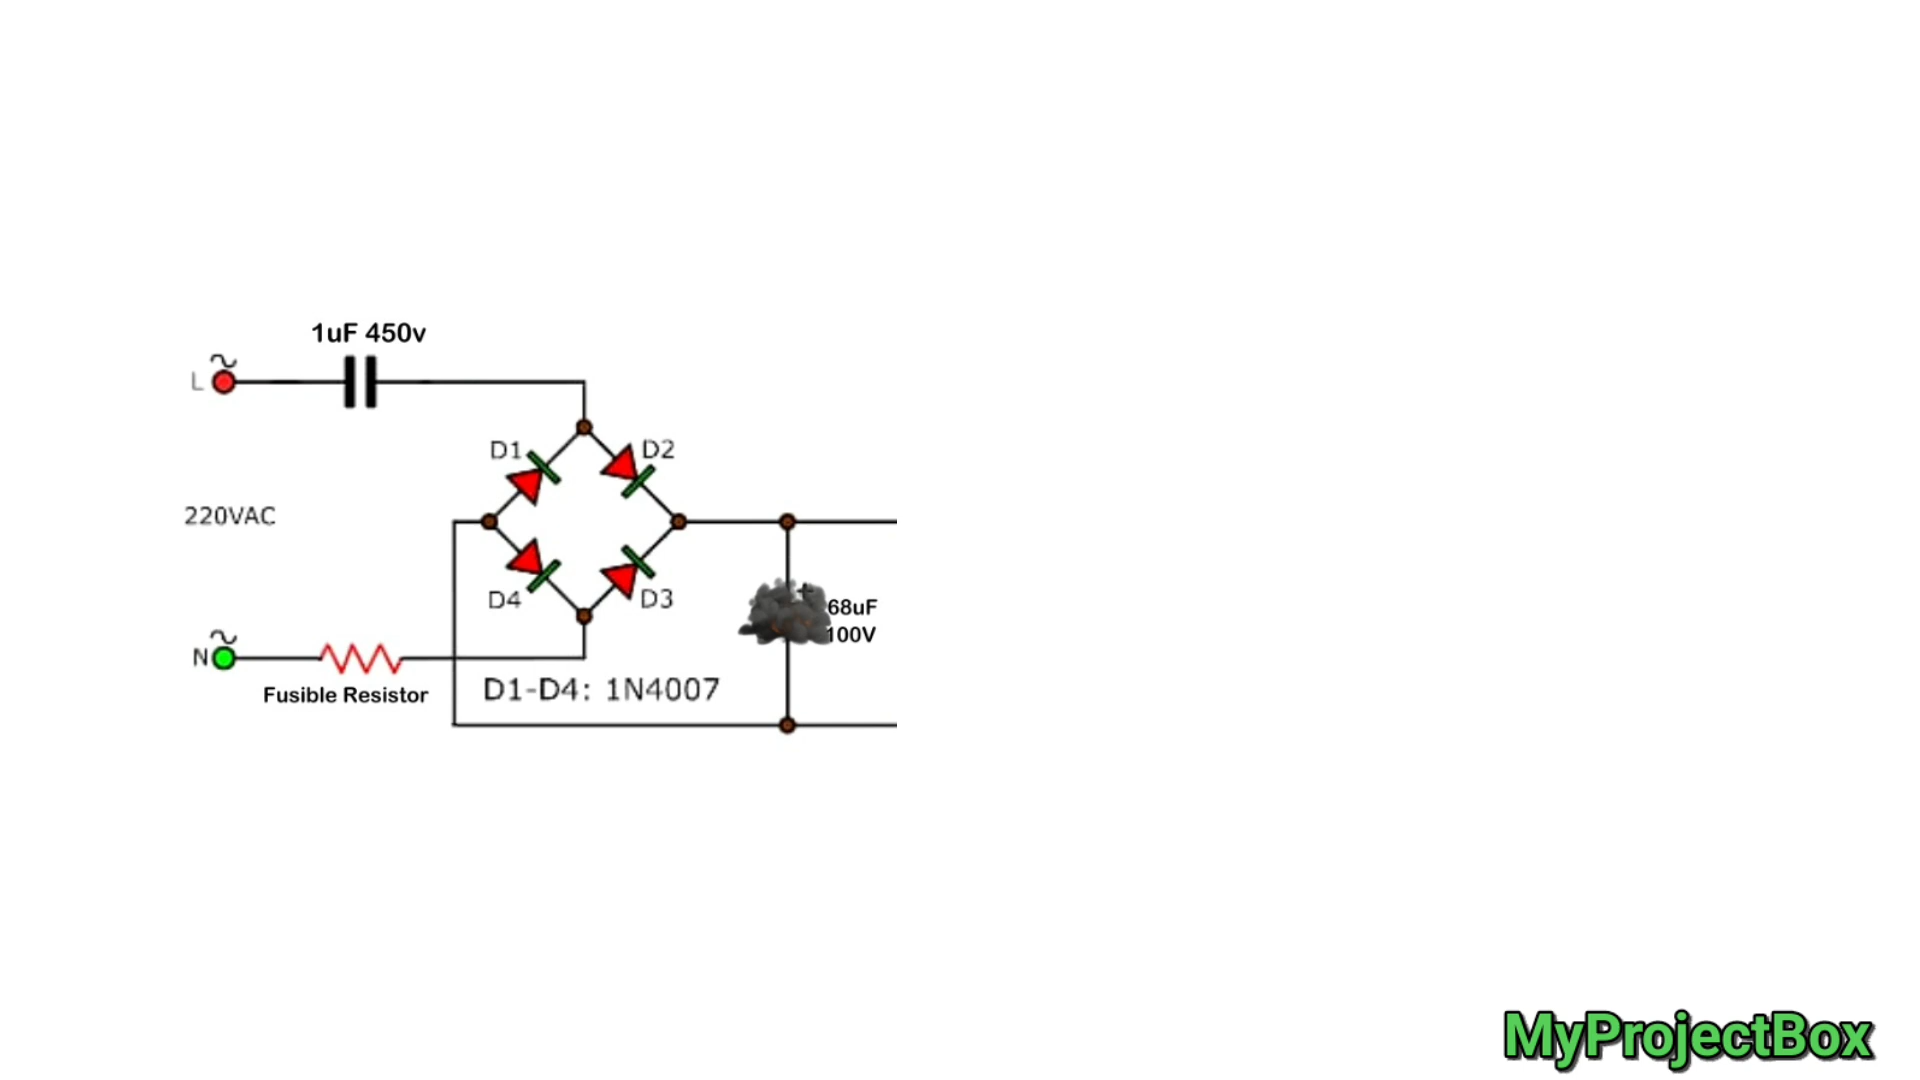 1uF 450v
L
D1
D2
220VAC
D4
D3
68uF
100V
N
Fusible Resistor
D1-D4: 1N4007
MyProjectBox